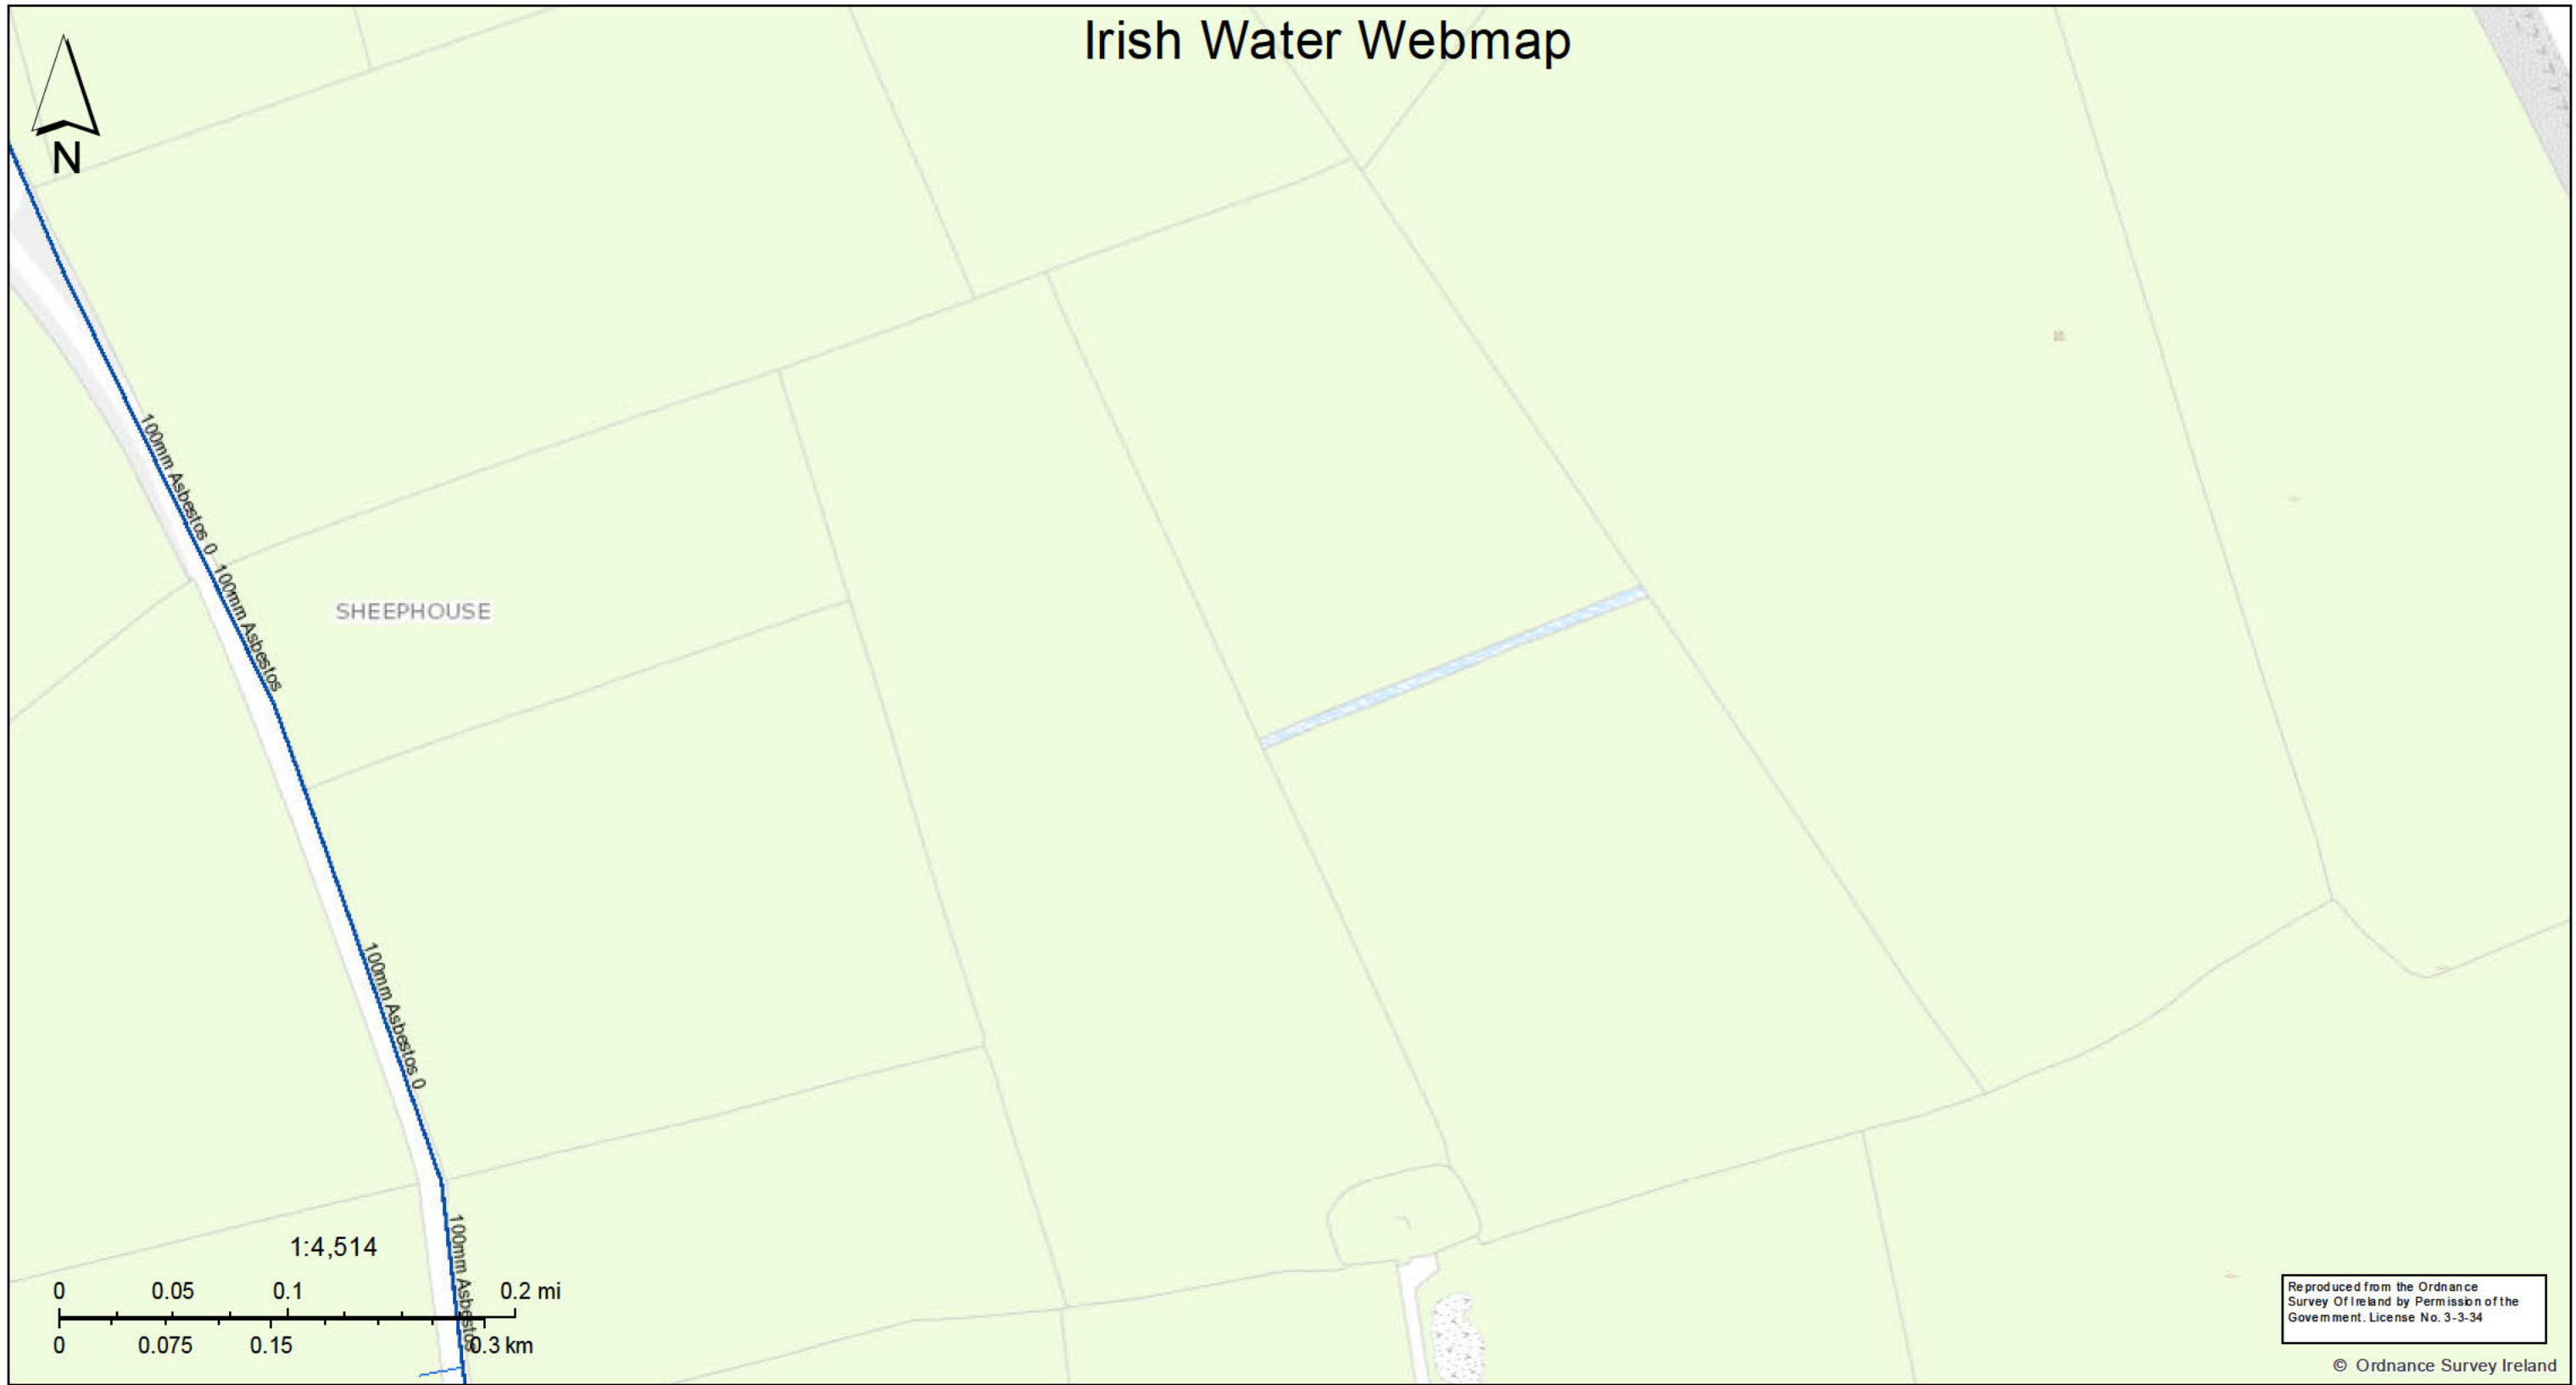 Irish Water Webmap
N
100mm Asbestos 0
100mm Asbestos
SHEEPHOUSE
100mm Asbestos 0
100mm Asbestos
1:4,514
0 0.05 0.1 0.2 mi
0 0.075 0.15 0.3 km
Reproduced from the Ordnance
Survey Of Ireland by Permission of the
Government. License No. 3-3-34
© Ordnance Survey Ireland